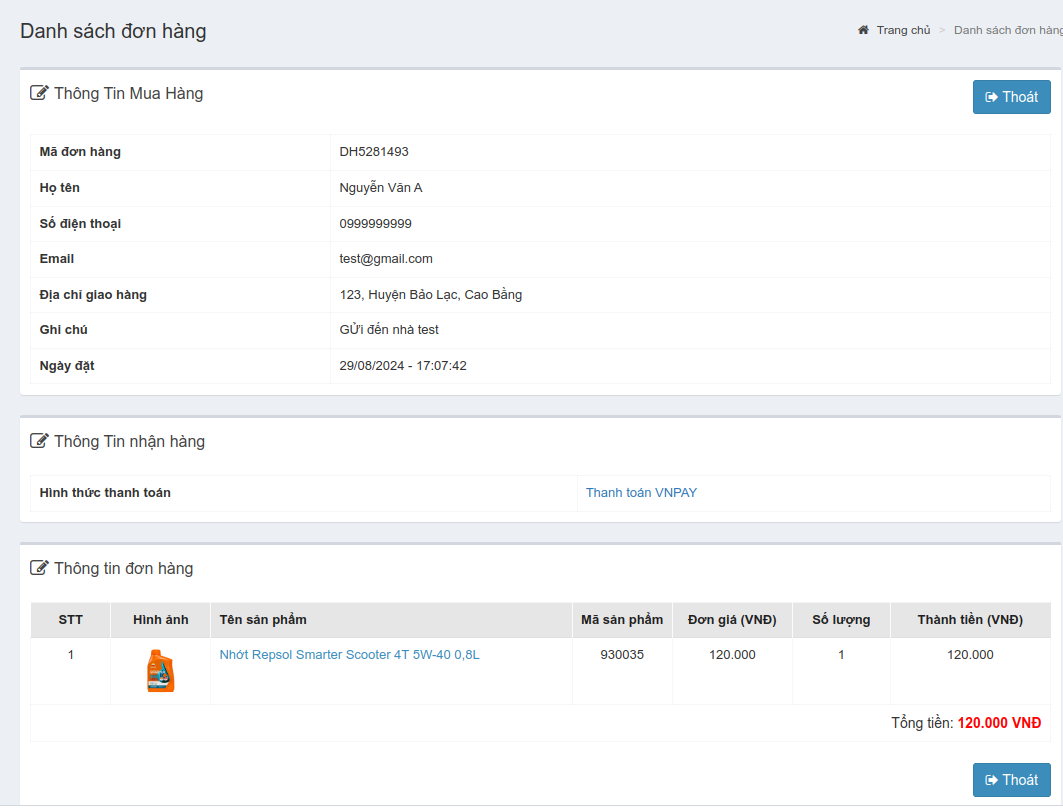 Danh sách đơn hàng
Trang chủ > Danh sách đơn hàng
Thông Tin Mua Hàng
Thoát
Mã đơn hàng DH5281493
Họ tên Nguyễn Văn A
Số điện thoại 0999999999
Email test@gmail.com
Địa chỉ giao hàng 123, Huyện Bảo Lạc, Cao Bằng
Ghi chú GỬi đến nhà test
Ngày đặt 29/08/2024 - 17:07:42
Thông Tin nhận hàng
Hình thức thanh toán Thanh toán VNPAY
Thông tin đơn hàng
STT Hình ảnh Tên sản phẩm Mã sản phẩm Đơn giá (VNĐ) Số lượng Thành tiền (VNĐ)
1 Nhớt Repsol Smarter Scooter 4T 5W-40 0,8L 930035 120.000 1 120.000
Tổng tiền: 120.000 VNĐ
Thoát